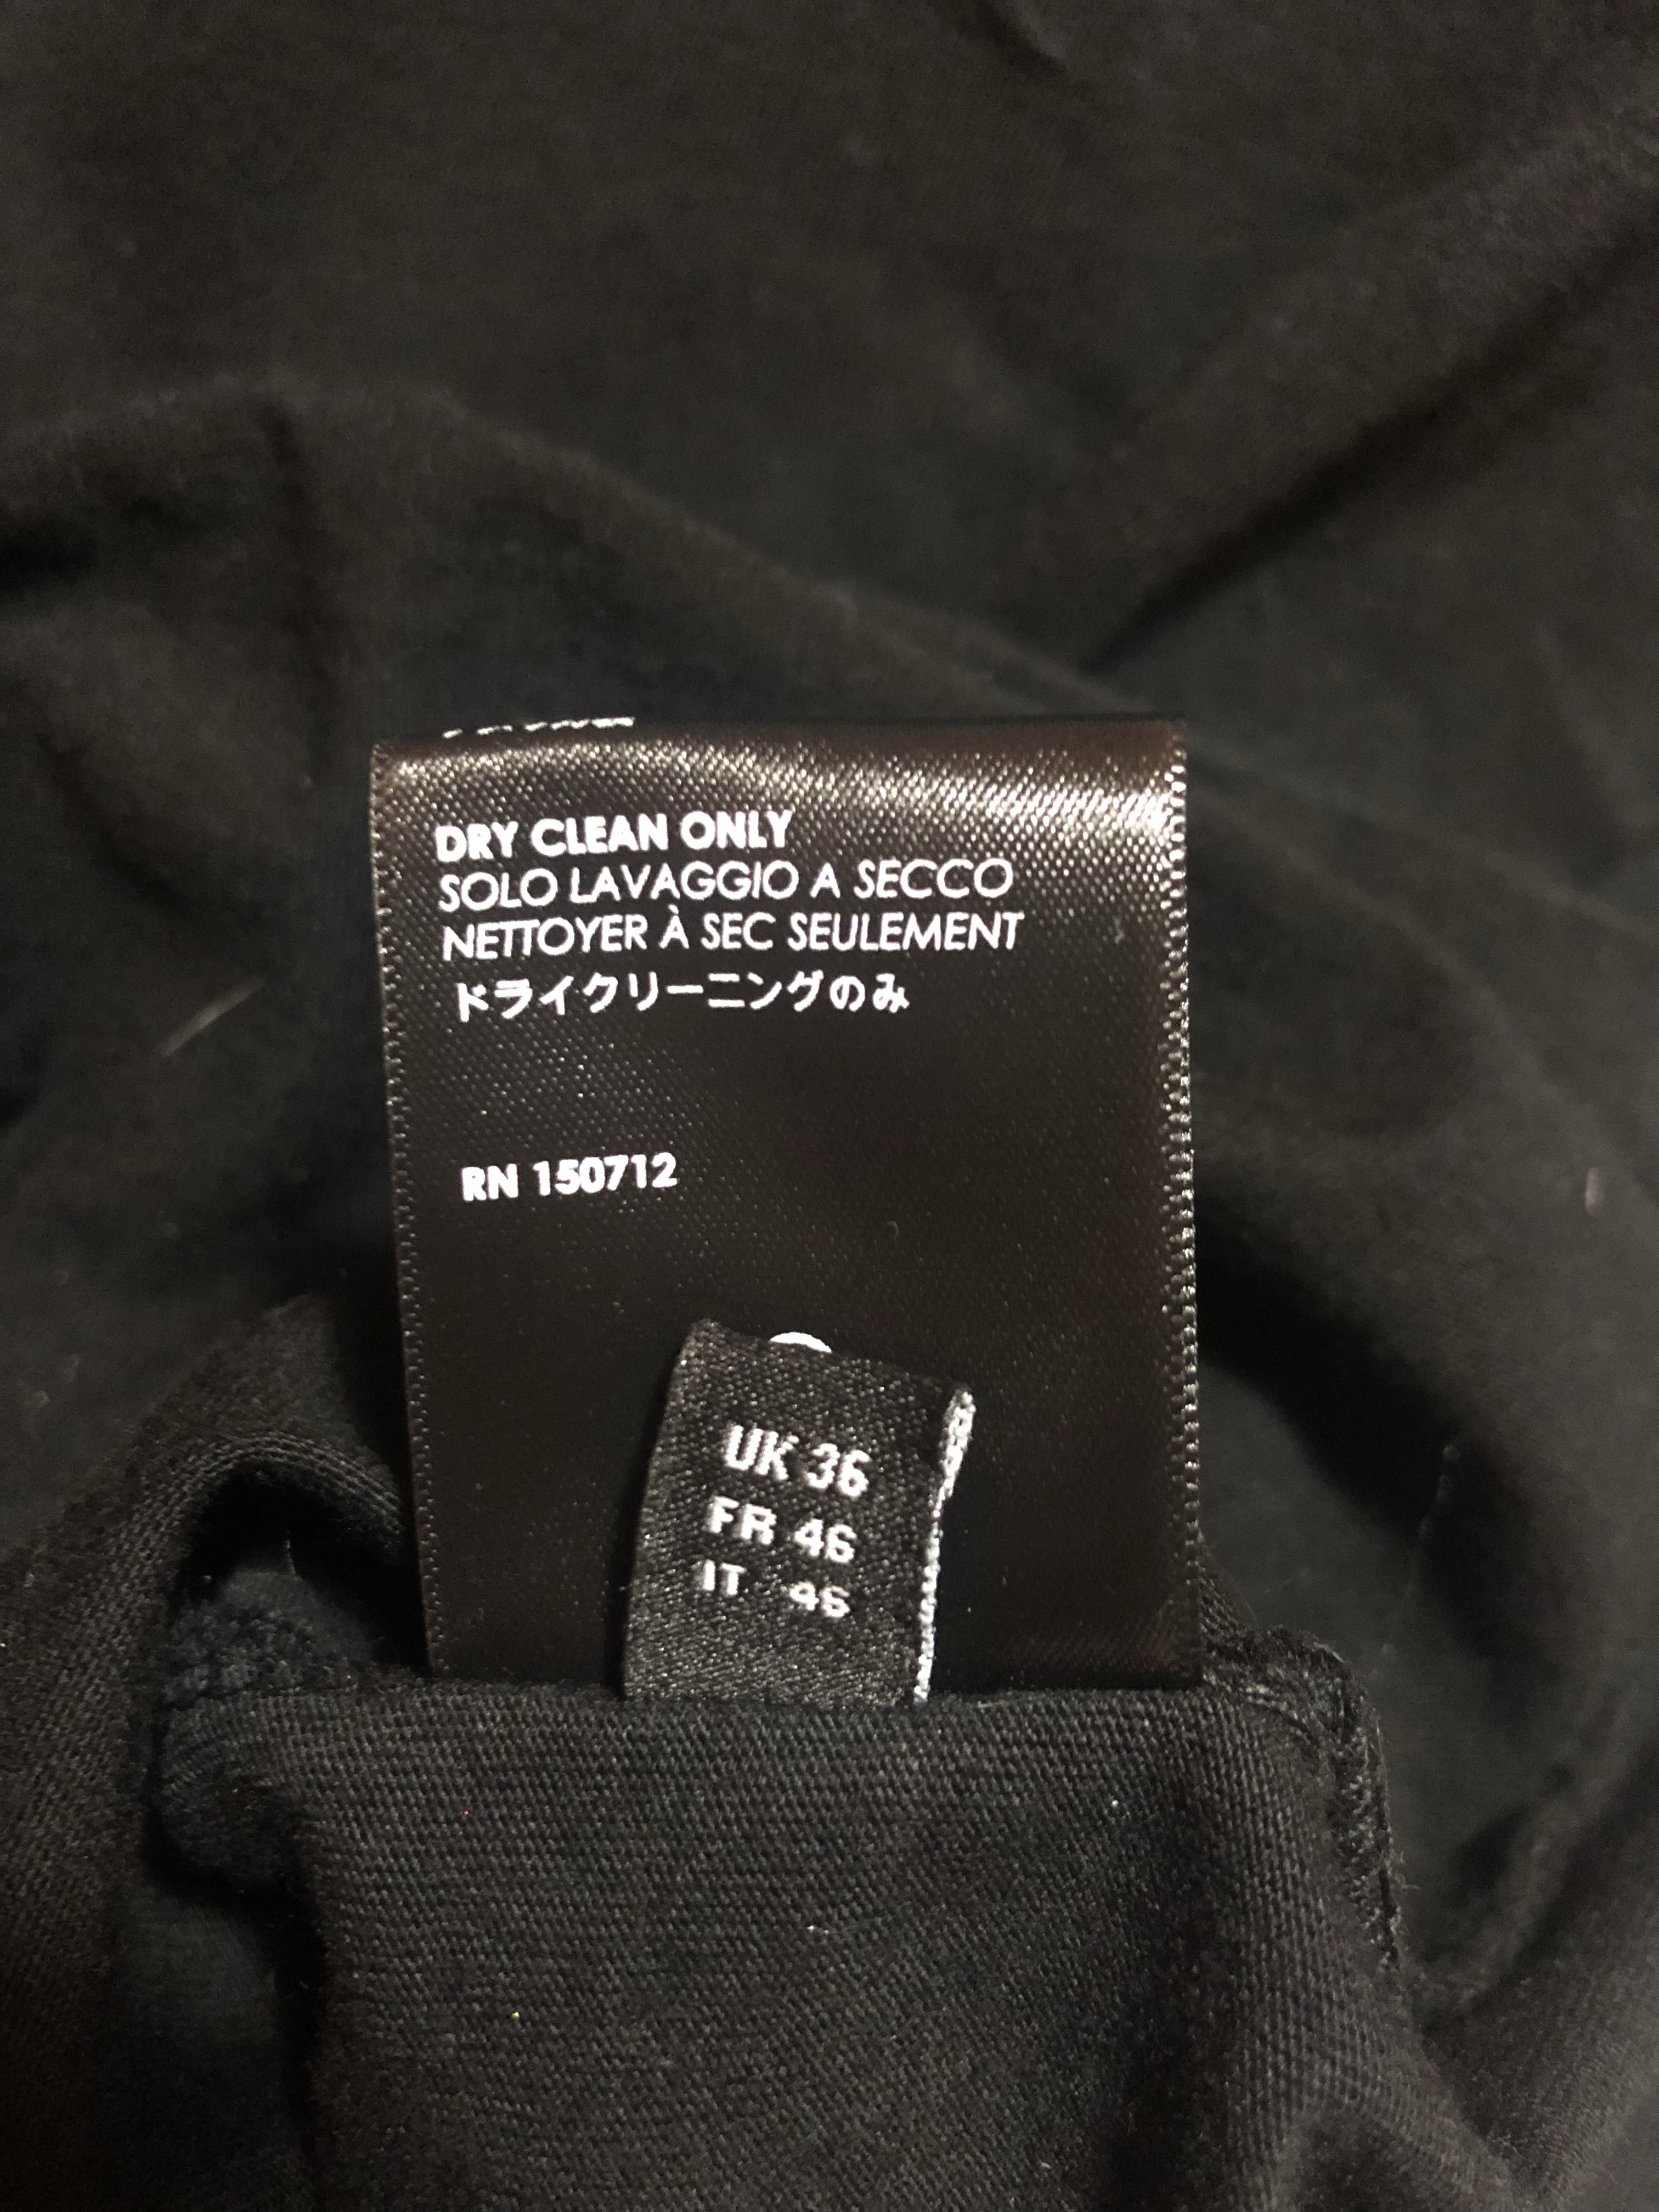 DRY CLEAN ONLY
SOLO LAVAGGIO A SECCO
NETTOYER À SEC SEULEMENT
ドライクリーニングのみ
RN 150712
UK 36
FR 46
IT 46